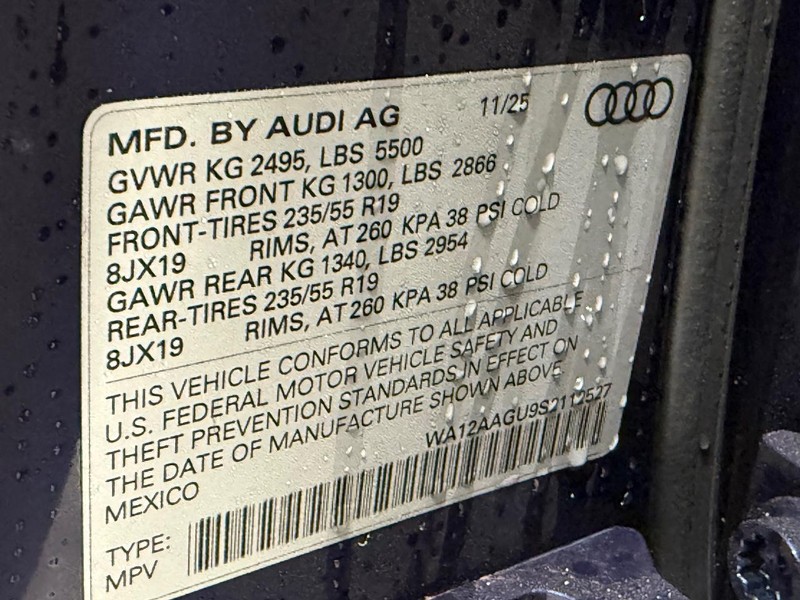 MFD. BY AUDI AG 11/25
GVWR KG 2495, LBS 5500
GAWR FRONT KG 1300, LBS 2866
FRONT-TIRES 235/55 R19
8JX19 RIMS, AT 260 KPA 38 PSI COLD
GAWR REAR KG 1340, LBS 2954
REAR-TIRES 235/55 R19
8JX19 RIMS, AT 260 KPA 38 PSI COLD
THIS VEHICLE CONFORMS TO ALL APPLICABLE
U.S. FEDERAL MOTOR VEHICLE SAFETY AND
THEFT PREVENTION STANDARDS IN EFFECT ON
THE DATE OF MANUFACTURE SHOWN ABOVE.
MEXICO WA12AAGU9S2112527
TYPE:
MPV